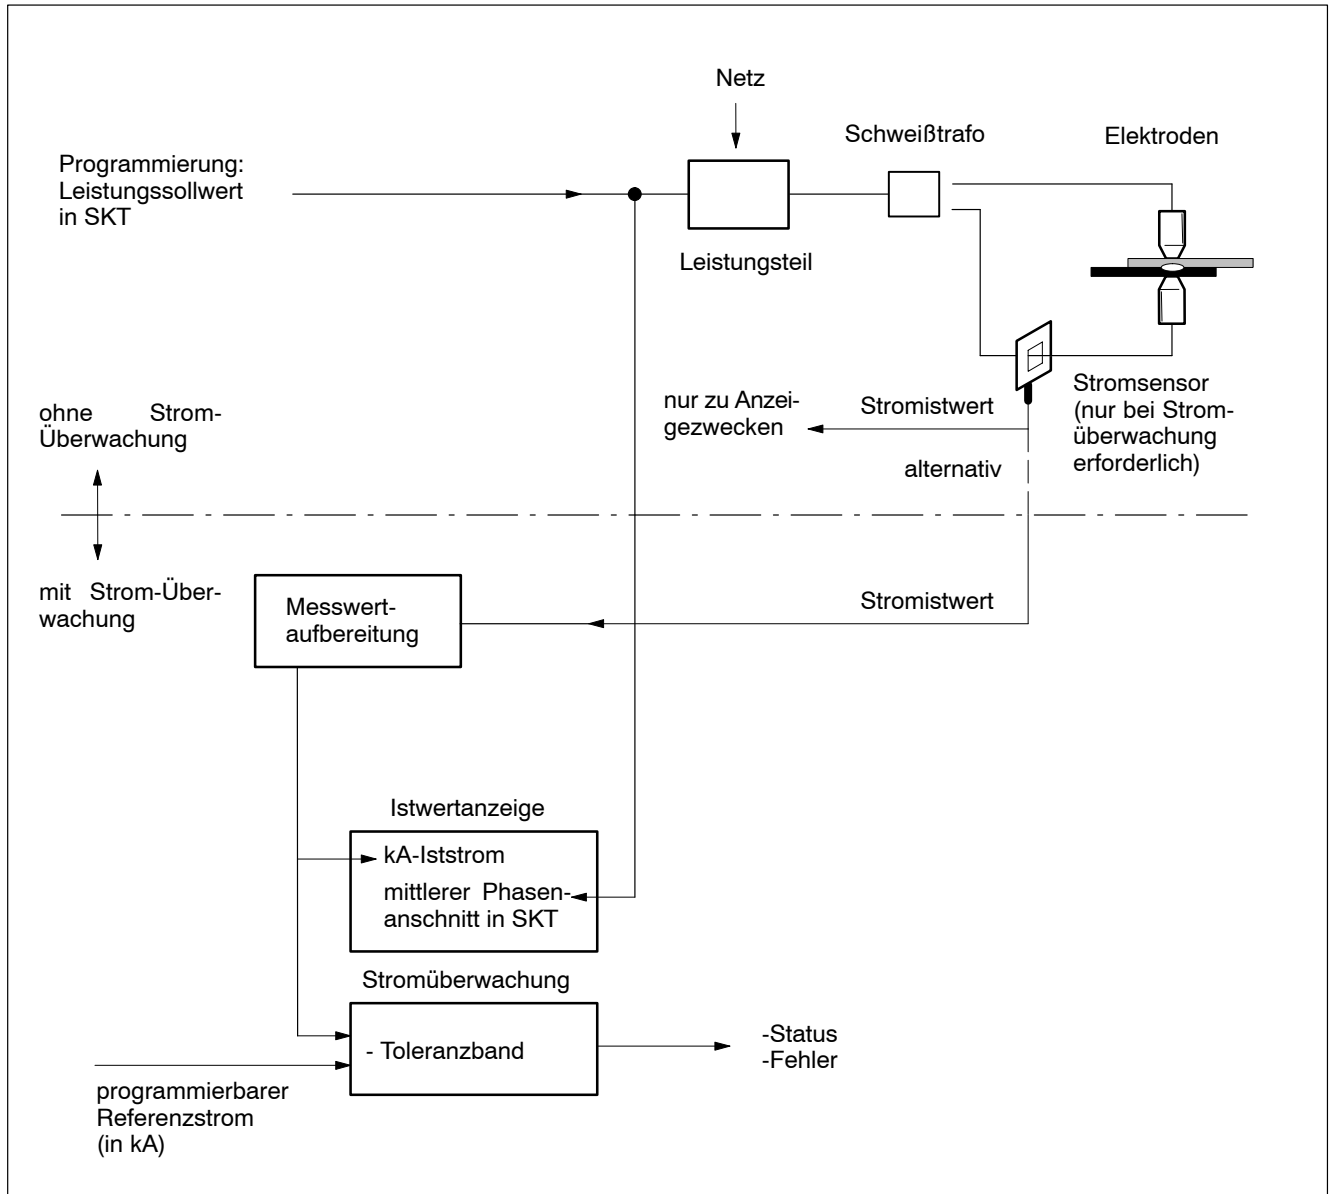 Netz
Schweißtrafo
Elektroden
Programmierung:
Leistungssollwert
in SKT
Leistungsteil
Stromsensor
(nur bei Strom-
überwachung
erforderlich)
nur zu Anzei-
gezwecken
Stromistwert
alternativ
ohne Strom-
Überwachung
mit Strom-Über-
wachung
Messwert-
aufbereitung
Stromistwert
Istwertanzeige
kA-Iststrom
mittlerer Phasen-
anschnitt in SKT
Stromüberwachung
- Toleranzband
-Status
-Fehler
programmierbarer
Referenzstrom
(in kA)